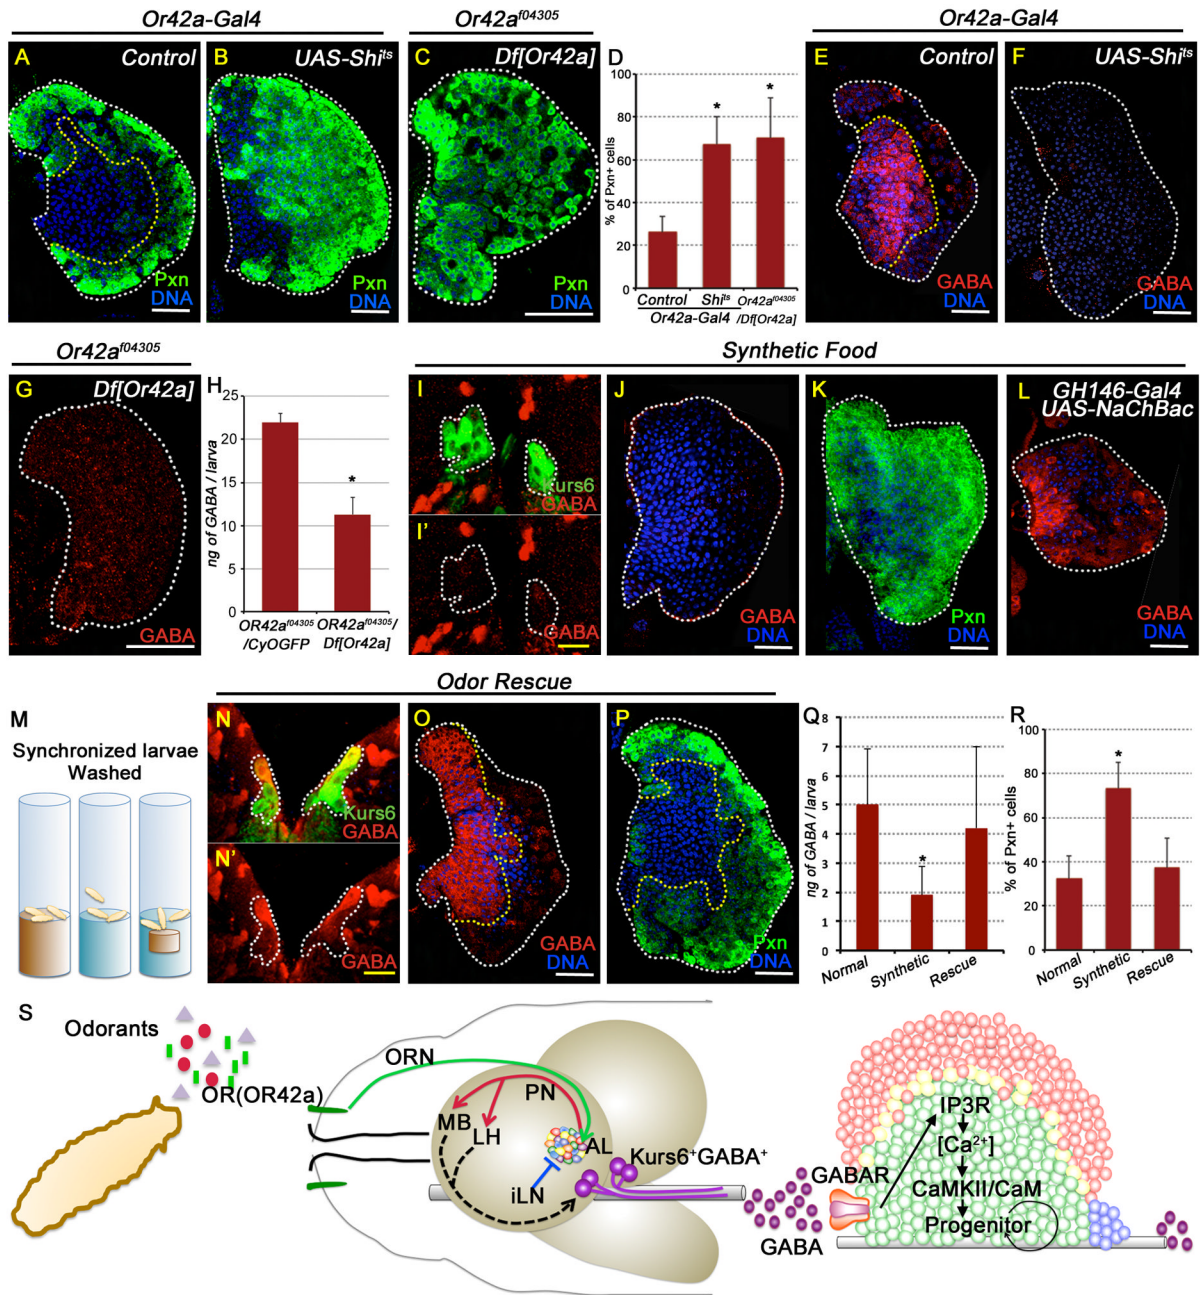 Or42a-Gal4
Or42a^f04305
Or42a-Gal4
A
Control
Pxn
DNA
B
UAS-Shi^ts
Pxn
DNA
C
Df[Or42a]
Pxn
DNA
D
% of Pxn+ cells
100
80
60
40
20
0
*
*
Control
Shi^ts
Or42a^f04305
/Df[Or42a]
Or42a-Gal4
E
Control
GABA
DNA
F
UAS-Shi^ts
GABA
DNA
Or42a^f04305
Synthetic Food
G
Df[Or42a]
GABA
H
ng of GABA / larva
25
20
15
10
5
0
*
OR42a^f04305
/CyOGFP
OR42a^f04305/
Df[Or42a]
I
Kurs6
GABA
I'
GABA
J
GABA
DNA
K
Pxn
DNA
L
GH146-Gal4
UAS-NaChBac
GABA
DNA
Odor Rescue
M
Synchronized larvae
Washed
N
Kurs6
GABA
N'
GABA
O
GABA
DNA
P
Pxn
DNA
Q
ng of GABA / larva
8
7
6
5
4
3
2
1
0
*
Normal
Synthetic
Rescue
R
% of Pxn+ cells
100
80
60
40
20
0
*
Normal
Synthetic
Rescue
S
Odorants
OR(OR42a)
ORN
PN
MB
LH
AL
iLN
Kurs6+GABA+
GABA
GABAR
IP3R
[Ca2+]
CaMKII/CaM
Progenitor